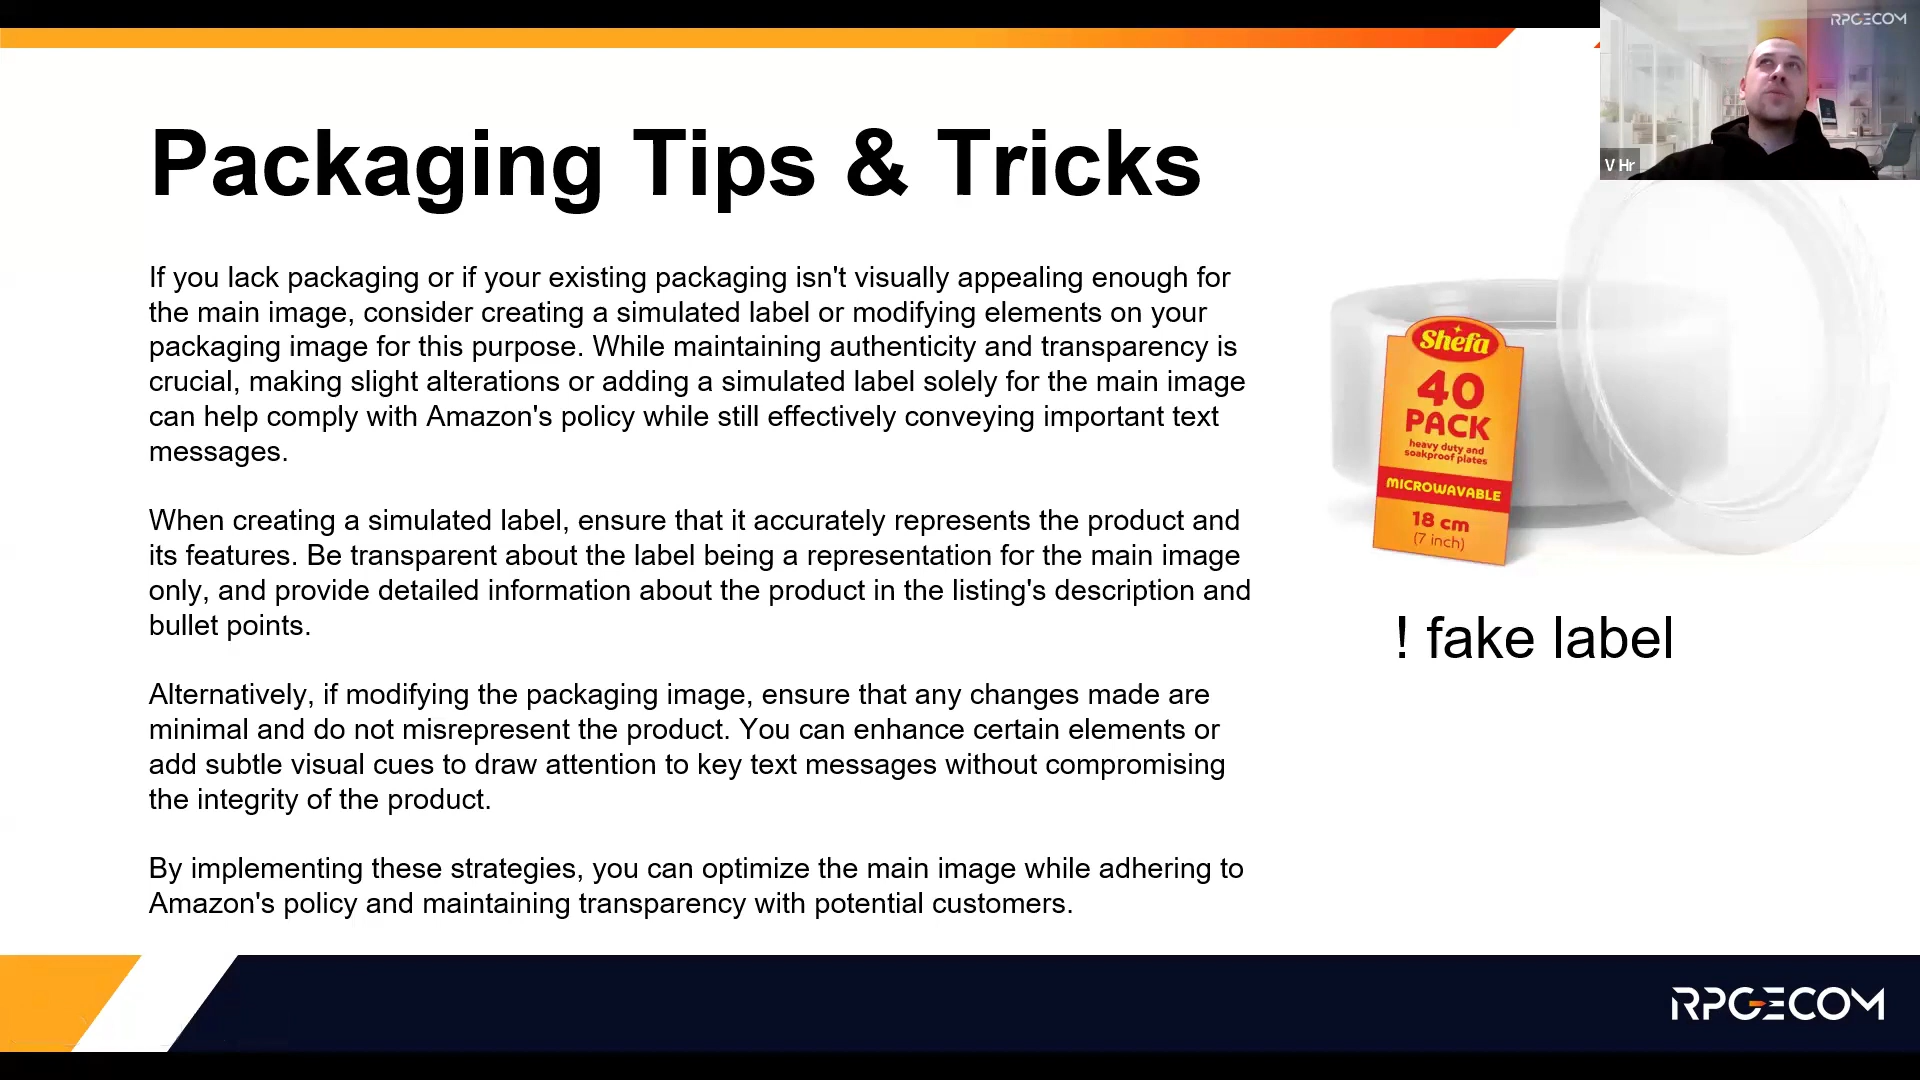 RPGECOM
V Hr
Packaging Tips & Tricks
If you lack packaging or if your existing packaging isn't visually appealing enough for
the main image, consider creating a simulated label or modifying elements on your
packaging image for this purpose. While maintaining authenticity and transparency is
crucial, making slight alterations or adding a simulated label solely for the main image
can help comply with Amazon's policy while still effectively conveying important text
messages.
When creating a simulated label, ensure that it accurately represents the product and
its features. Be transparent about the label being a representation for the main image
only, and provide detailed information about the product in the listing's description and
bullet points.
Alternatively, if modifying the packaging image, ensure that any changes made are
minimal and do not misrepresent the product. You can enhance certain elements or
add subtle visual cues to draw attention to key text messages without compromising
the integrity of the product.
By implementing these strategies, you can optimize the main image while adhering to
Amazon's policy and maintaining transparency with potential customers.
Shefa
40
PACK
heavy duty and
soakproof plates
MICROWAVABLE
18 cm
(7 inch)
! fake label
RPGECOM